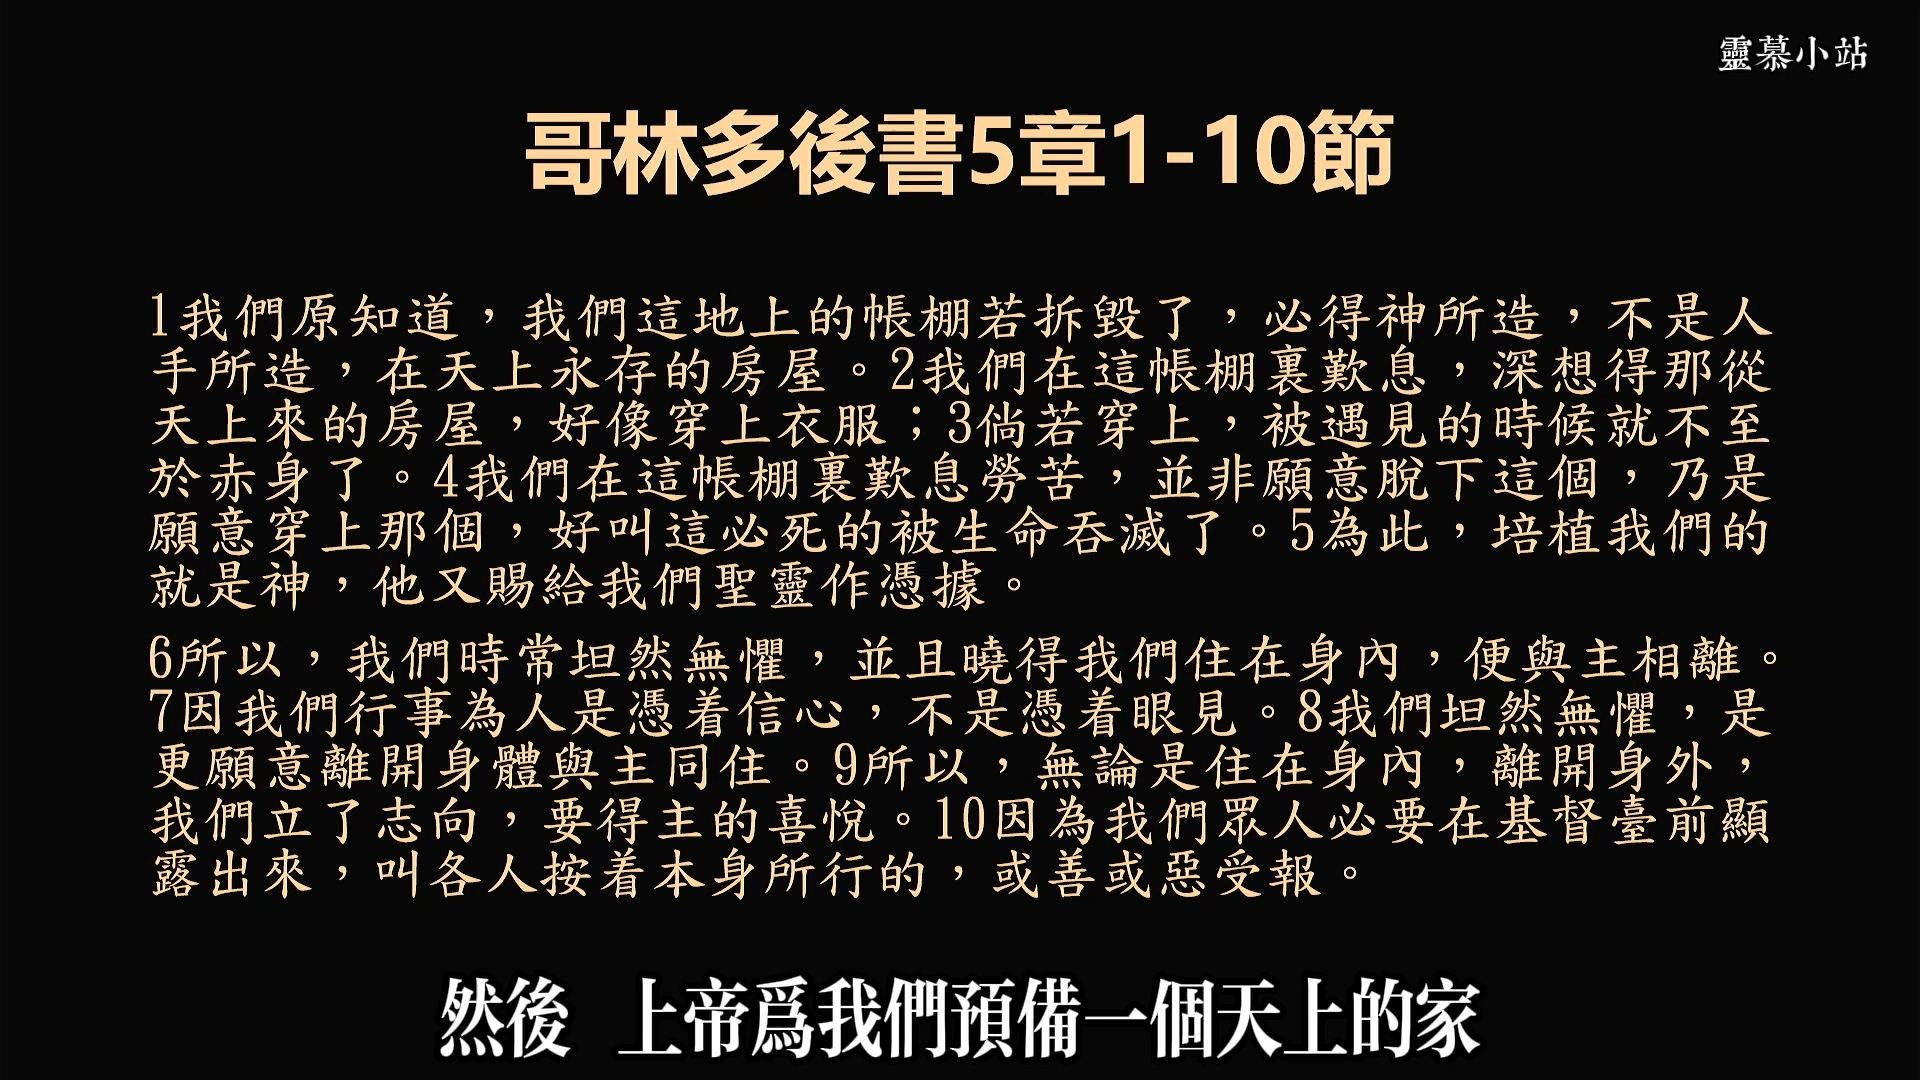 靈慕小站
哥林多後書5章1-10節
1我們原知道，我們這地上的帳棚若拆毀了，必得神所造，不是人
手所造，在天上永存的房屋。2我們在這帳棚裏歎息，深想得那從
天上來的房屋，好像穿上衣服；3倘若穿上，被遇見的時候就不至
於赤身了。4我們在這帳棚裏歎息勞苦，並非願意脫下這個，乃是
願意穿上那個，好叫這必死的被生命吞滅了。5為此，培植我們的
就是神，他又賜給我們聖靈作憑據。
6所以，我們時常坦然無懼，並且曉得我們住在身內，便與主相離。
7因我們行事為人是憑着信心，不是憑着眼見。8我們坦然無懼，是
更願意離開身體與主同住。9所以，無論是住在身內，離開身外，
我們立了志向，要得主的喜悅。10因為我們眾人必要在基督臺前顯
露出來，叫各人按着本身所行的，或善或惡受報。
然後 上帝爲我們預備一個天上的家